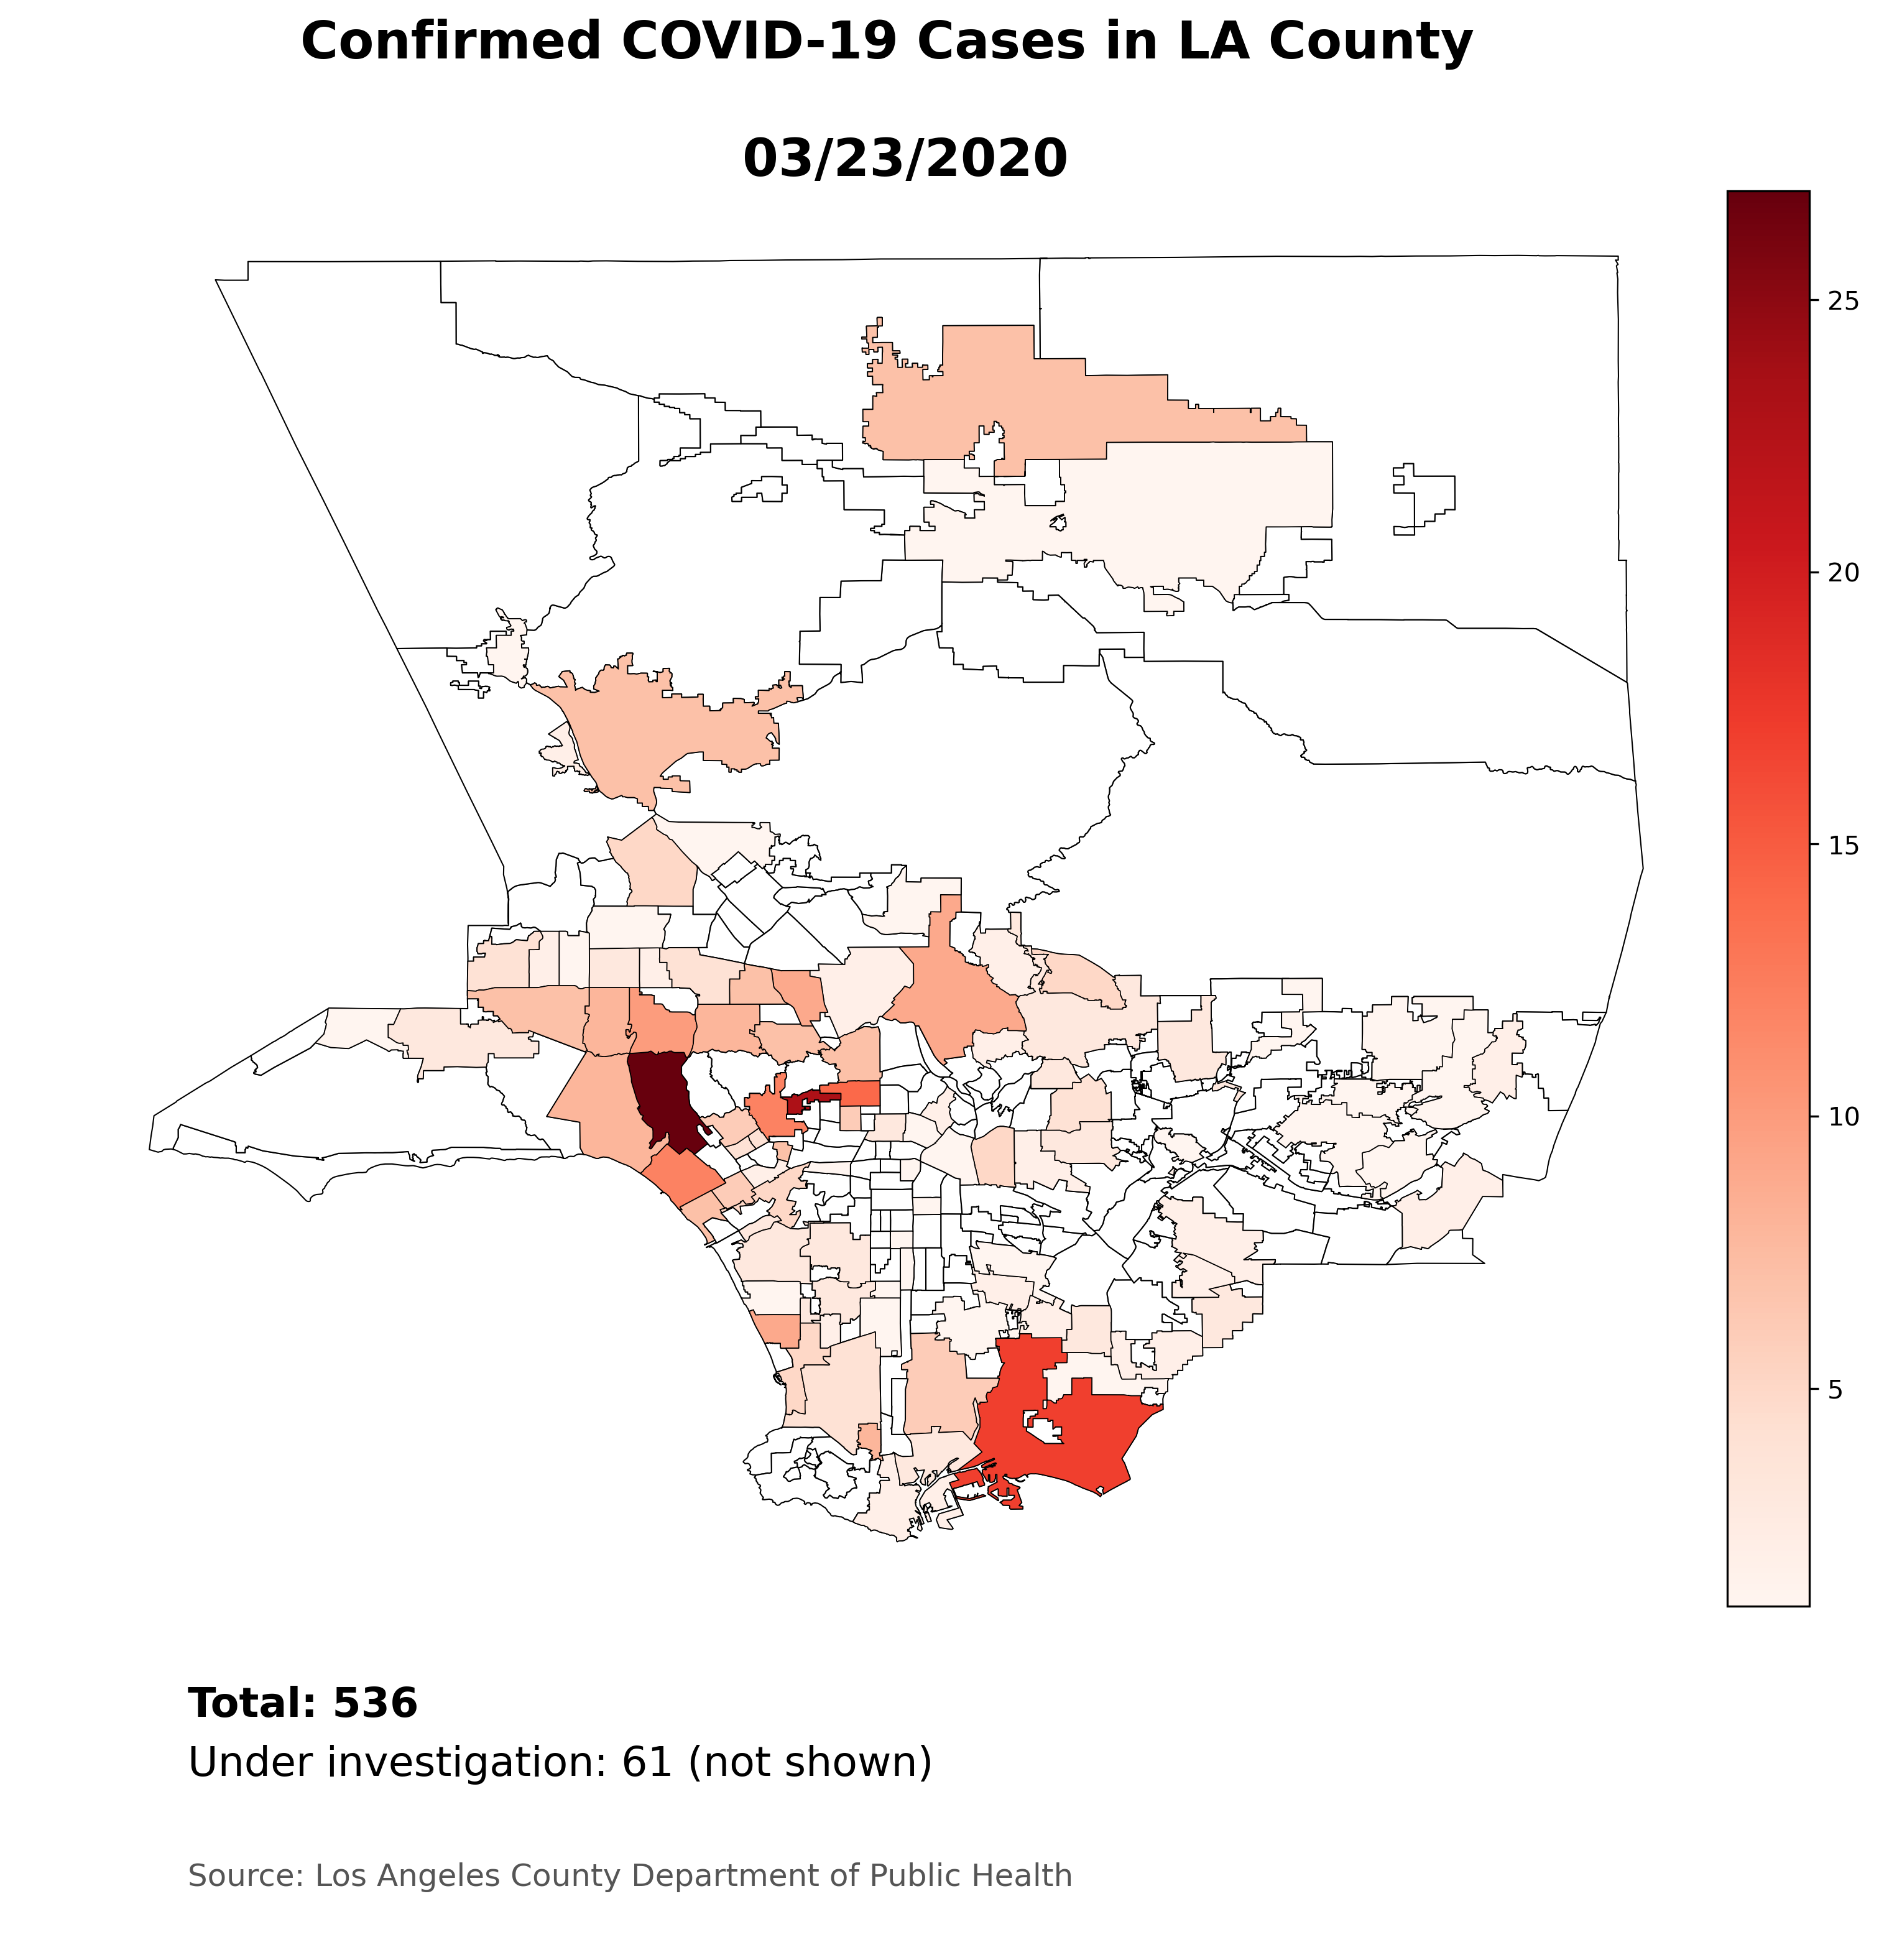 Confirmed COVID-19 Cases in LA County
03/23/2020
25
20
15
10
5
Total: 536
Under investigation: 61 (not shown)
Source: Los Angeles County Department of Public Health